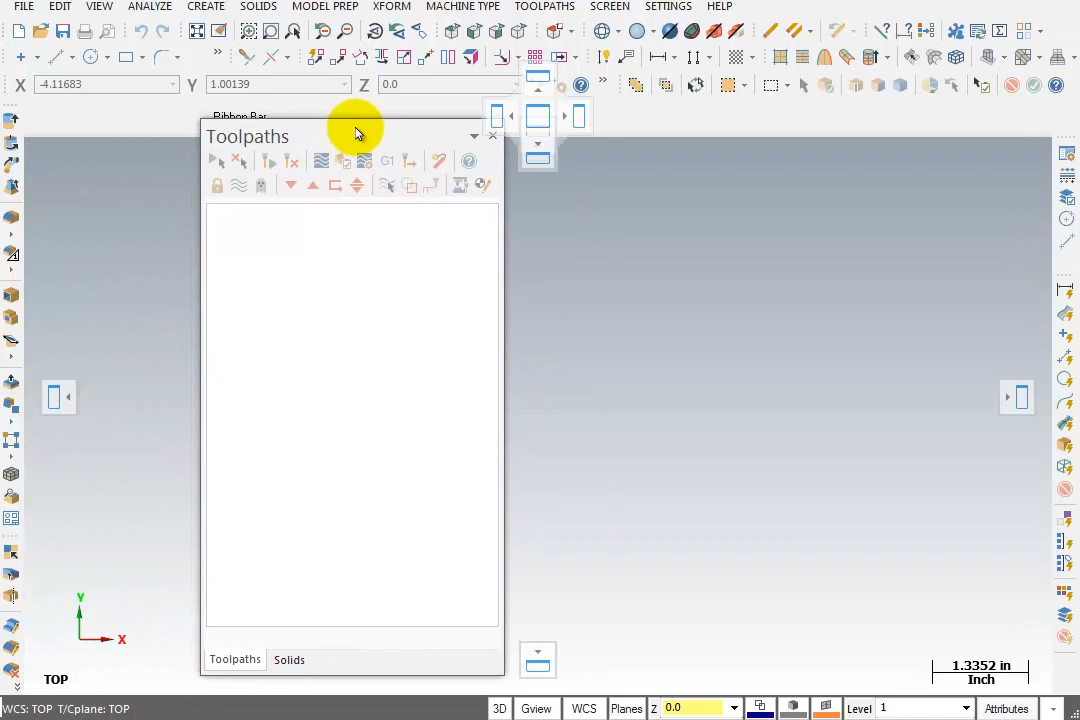 FILE EDIT VIEW ANALYZE CREATE SOLIDS MODEL PREP XFORM MACHINE TYPE TOOLPATHS SCREEN SETTINGS HELP
X -4.11683 Y 1.00139 Z 0.0
Ribbon Bar
Toolpaths
G1
Toolpaths Solids
Y
X
TOP
1.3352 in
Inch
WCS: TOP T/Cplane: TOP 3D Gview WCS Planes Z 0.0 Level 1 Attributes